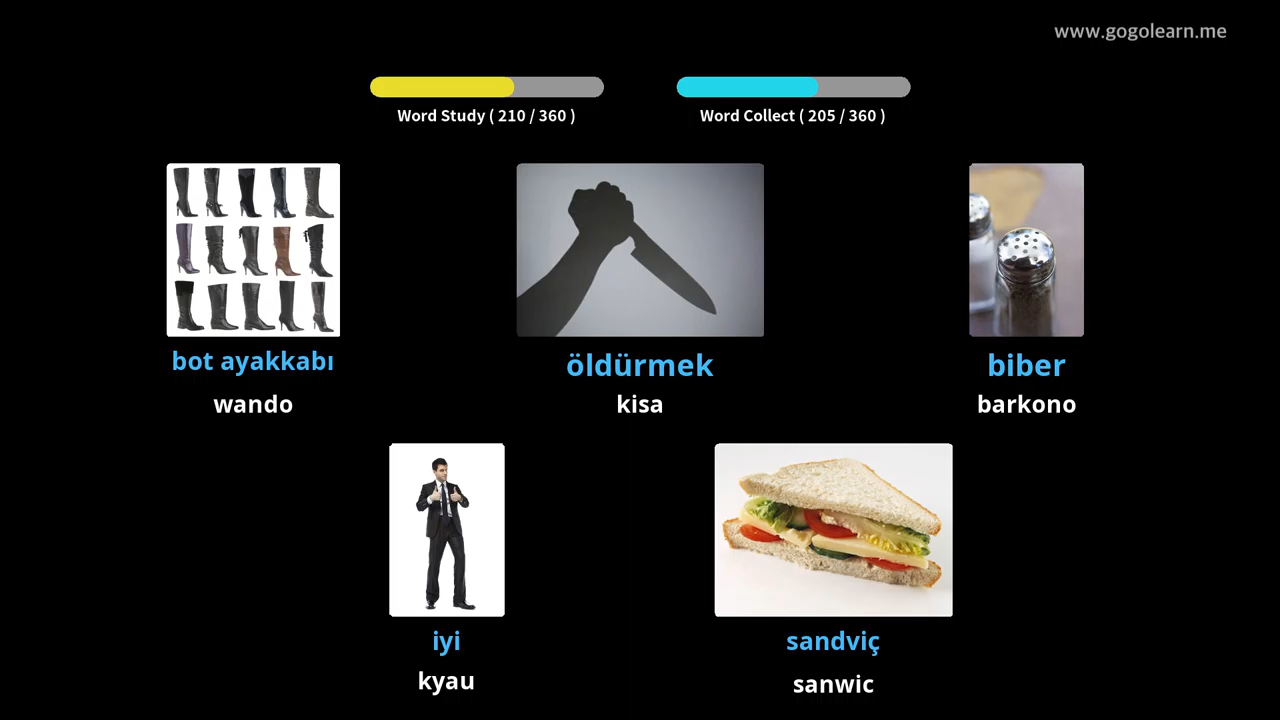 www.gogolearn.me
Word Study ( 210 / 360 )
Word Collect ( 205 / 360 )
bot ayakkabı
wando
öldürmek
kisa
biber
barkono
iyi
kyau
sandviç
sanwic